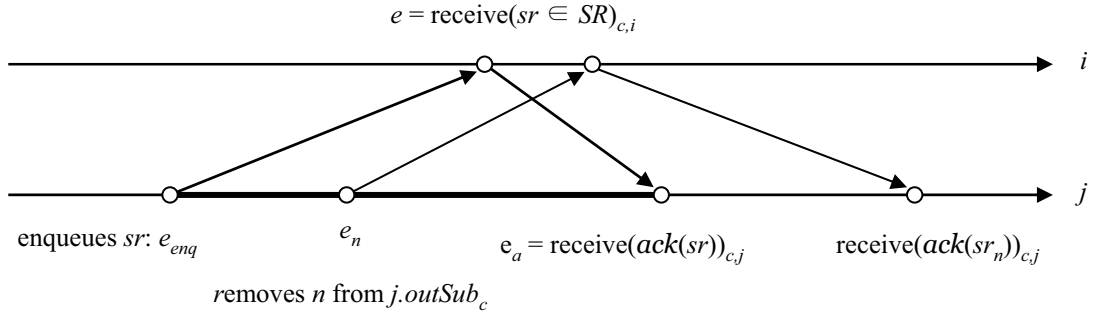 e = receive(sr ∈ SR)c,i
i
j
enqueues sr: eenq
en
ea = receive(ack(sr))c,j
receive(ack(srn))c,j
removes n from j.outSubc